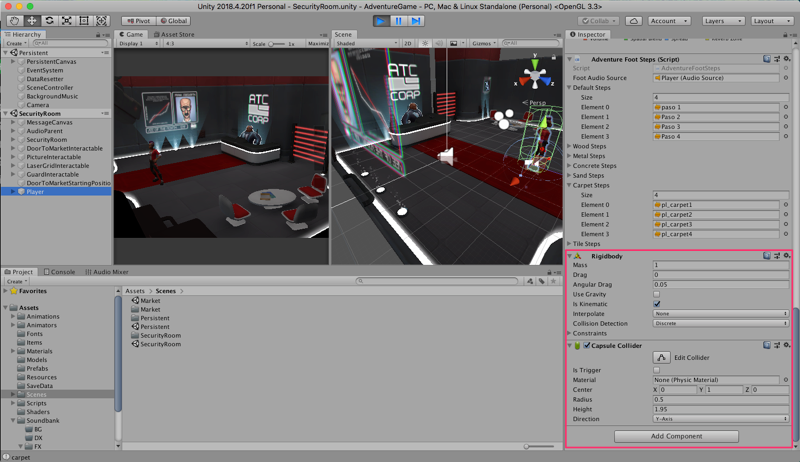 Unity 2018.4.20f1 Personal - SecurityRoom.unity - AdventureGame - PC, Mac & Linux Standalone (Personal) <OpenGL 3.3>
Pivot Global Collab Account Layers Layout
Hierarchy
Create All
Persistent
PersistentCanvas
EventSystem
DataResetter
SceneController
BackgroundMusic
Camera
SecurityRoom
MessageCanvas
AudioParent
SecurityRoom
DoorToMarketInteractable
PictureInteractable
LaserGridInteractable
GuardInteractable
DoorToMarketStartingPositio
Player
Game Asset Store
Display 1 4:3 Scale Maximize
ATC
CORP
Scene
Shaded 2D Gizmos All
ATC
CORP
y
Persp
Inspector
Adventure Foot Steps (Script)
Script AdventureFootSteps
Foot Audio Source Player (Audio Source)
Default Steps
Size 4
Element 0 paso 1
Element 1 Paso 2
Element 2 Paso 3
Element 3 Paso 4
Wood Steps
Metal Steps
Concrete Steps
Sand Steps
Carpet Steps
Size 4
Element 0 pl_carpet1
Element 1 pl_carpet2
Element 2 pl_carpet3
Element 3 pl_carpet4
Tile Steps
Rigidbody
Mass 1
Drag 0
Angular Drag 0.05
Use Gravity
Is Kinematic
Interpolate None
Collision Detection Discrete
Constraints
Capsule Collider
Edit Collider
Is Trigger
Material None (Physic Material)
Center X 0 Y 1 Z 0
Radius 0.5
Height 1.95
Direction Y-Axis
Add Component
Project Console Audio Mixer
Create
Favorites
Assets
Animations
Animators
Fonts
Items
Materials
Models
Prefabs
Resources
SaveData
Scenes
Scripts
Shaders
Soundbank
BG
DX
FX
Assets Scenes
Market
Market
Persistent
Persistent
SecurityRoom
SecurityRoom
carpet